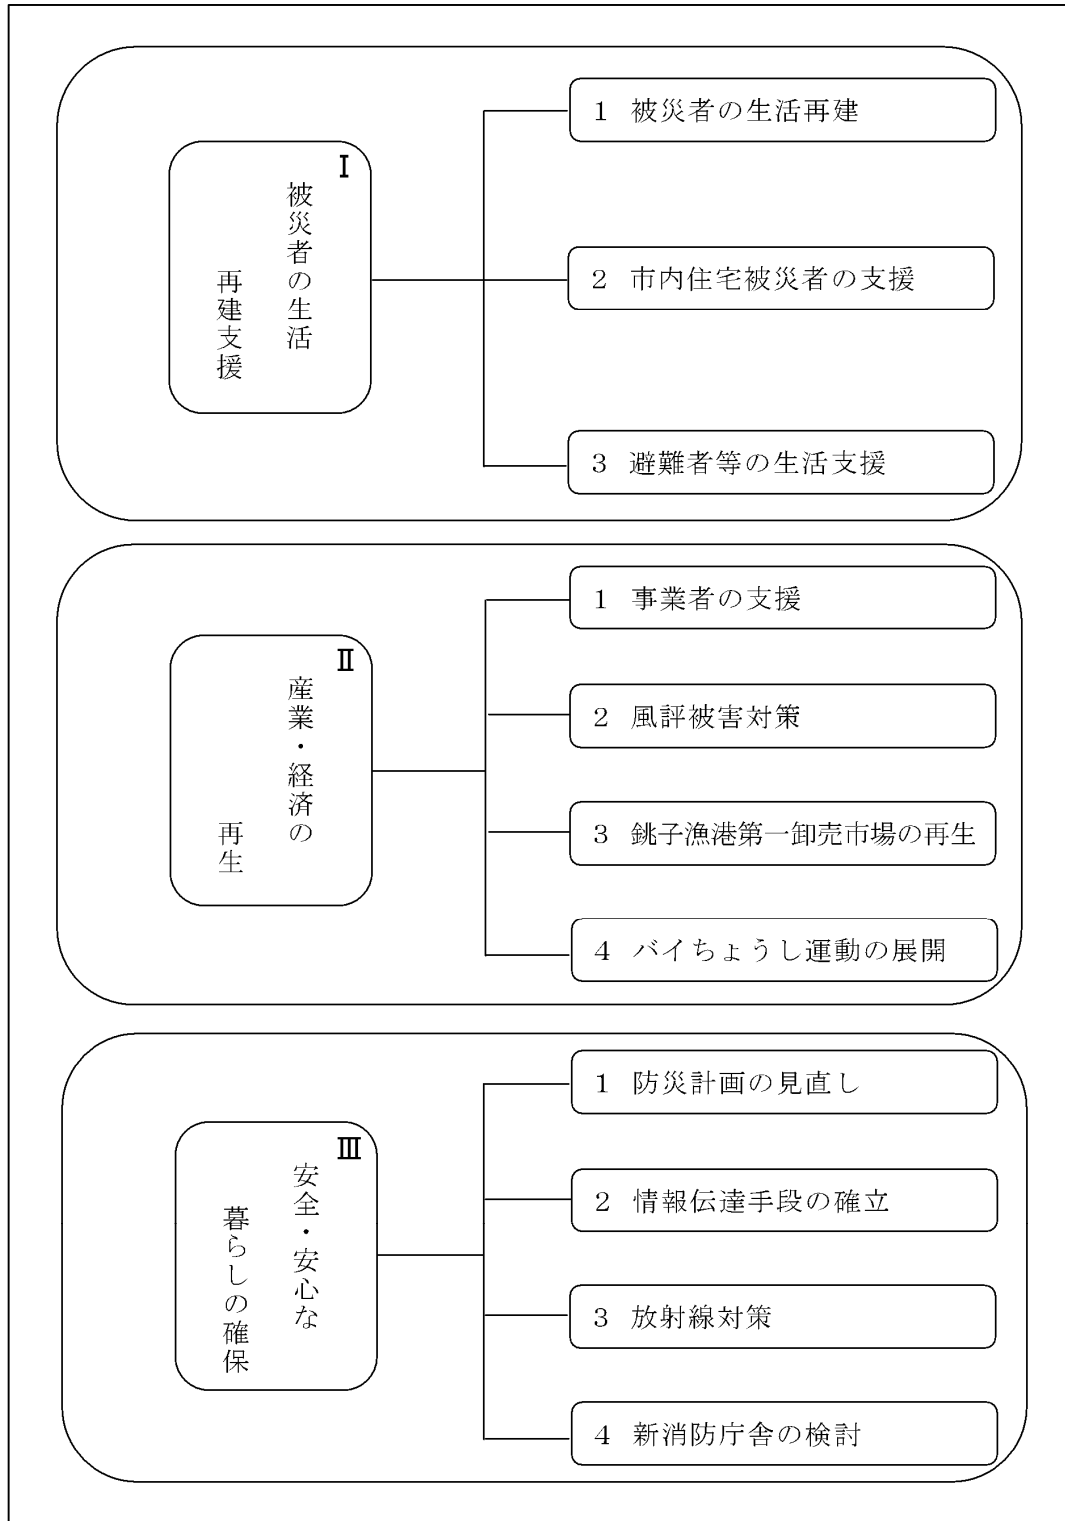 Ⅰ
被災者の生活
再建支援
1 被災者の生活再建
2 市内住宅被災者の支援
3 避難者等の生活支援
Ⅱ
産業・経済の
再生
1 事業者の支援
2 風評被害対策
3 銚子漁港第一卸売市場の再生
4 バイちょうし運動の展開
Ⅲ
安全・安心な
暮らしの確保
1 防災計画の見直し
2 情報伝達手段の確立
3 放射線対策
4 新消防庁舎の検討